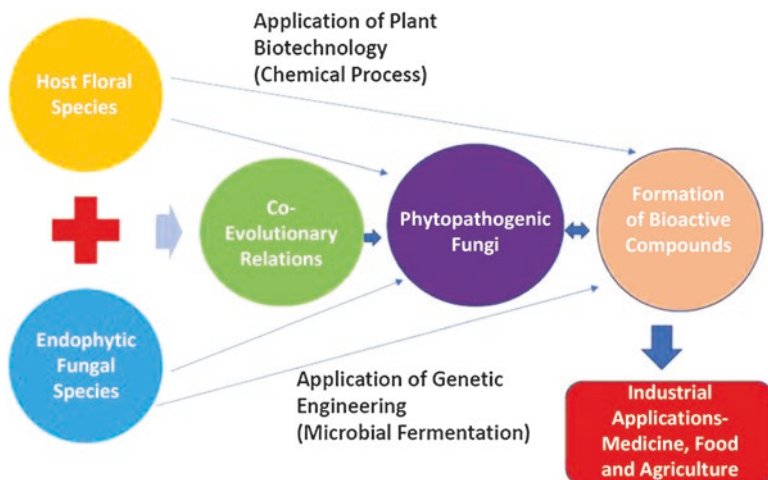 Application of Plant
Biotechnology
(Chemical Process)
Host Floral
Species
Co-
Evolutionary
Relations
Phytopathogenic
Fungi
Formation
of Bioactive
Compounds
Endophytic
Fungal
Species
Application of Genetic
Engineering
(Microbial Fermentation)
Industrial
Applications-
Medicine, Food
and Agriculture